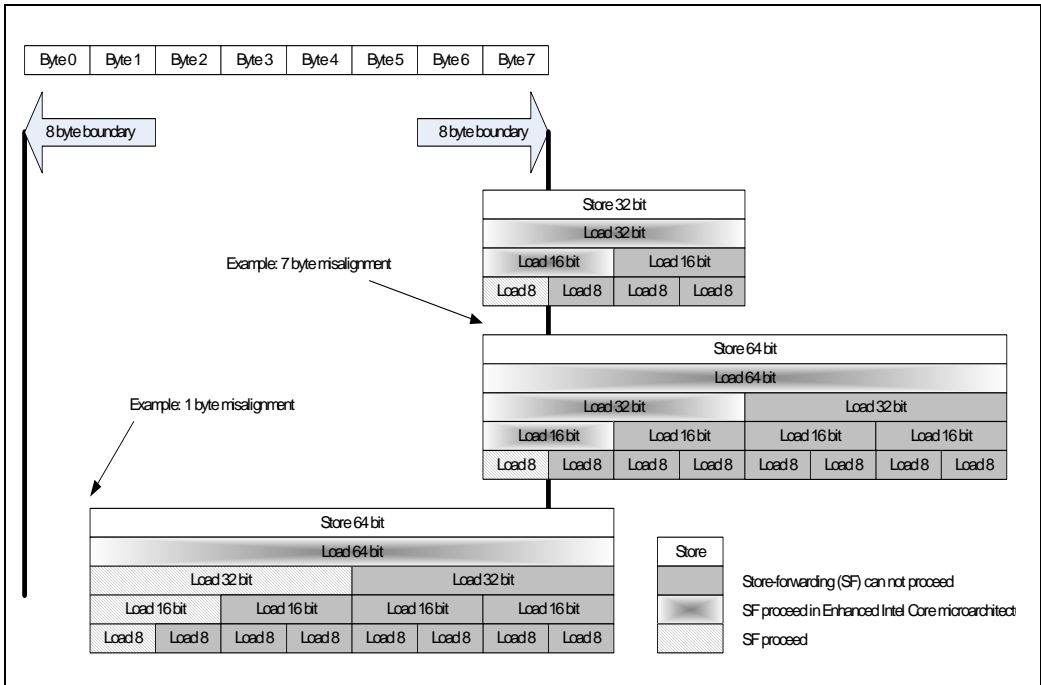 Byte 0 Byte 1 Byte 2 Byte 3 Byte 4 Byte 5 Byte 6 Byte 7
8 byte boundary 8 byte boundary
Store 32 bit
Load 32 bit
Example: 7 byte misalignment
Load 16 bit Load 16 bit
Load 8 Load 8 Load 8 Load 8
Store 64 bit
Load 64 bit
Example: 1 byte misalignment
Load 32 bit Load 32 bit
Load 16 bit Load 16 bit Load 16 bit Load 16 bit
Load 8 Load 8 Load 8 Load 8 Load 8 Load 8 Load 8 Load 8
Store 64 bit
Load 64 bit
Load 32 bit Load 32 bit
Load 16 bit Load 16 bit Load 16 bit Load 16 bit
Load 8 Load 8 Load 8 Load 8 Load 8 Load 8 Load 8 Load 8
Store
Store-forwarding (SF) can not proceed
SF proceed in Enhanced Intel Core microarchitect
SF proceed